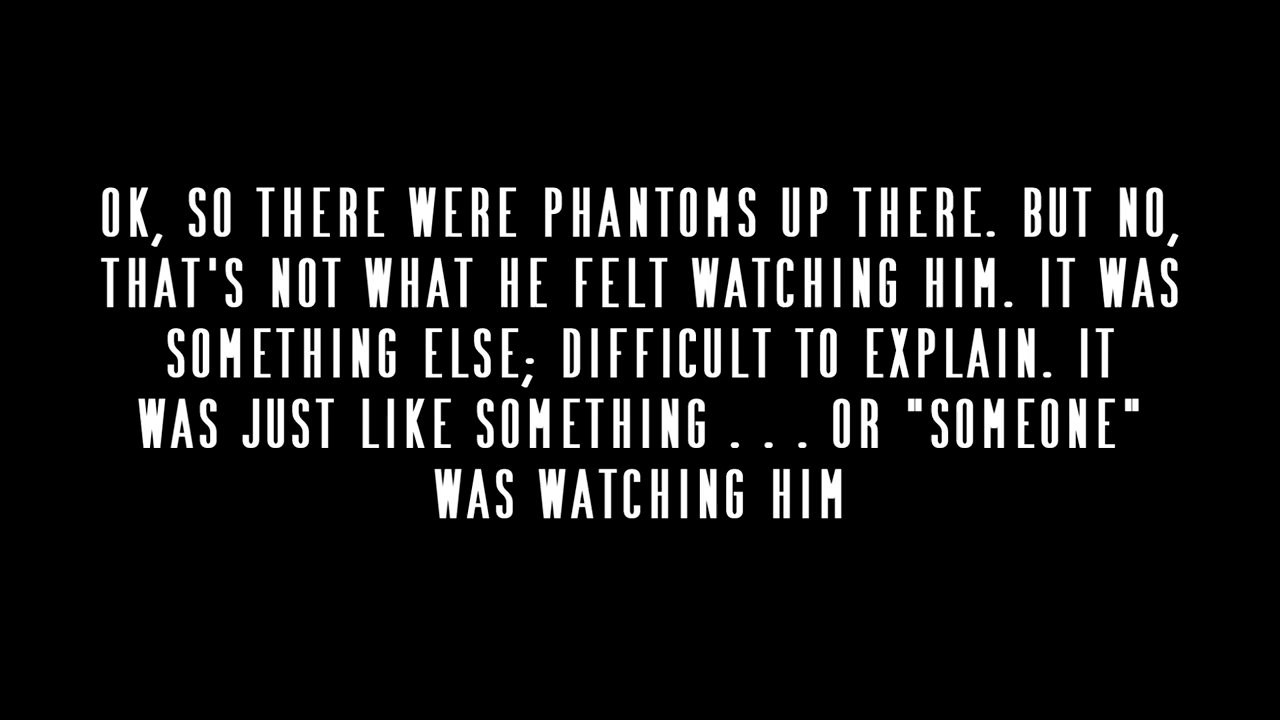 OK, SO THERE WERE PHANTOMS UP THERE. BUT NO,
THAT'S NOT WHAT HE FELT WATCHING HIM. IT WAS
SOMETHING ELSE; DIFFICULT TO EXPLAIN. IT
WAS JUST LIKE SOMETHING . . . OR "SOMEONE"
WAS WATCHING HIM